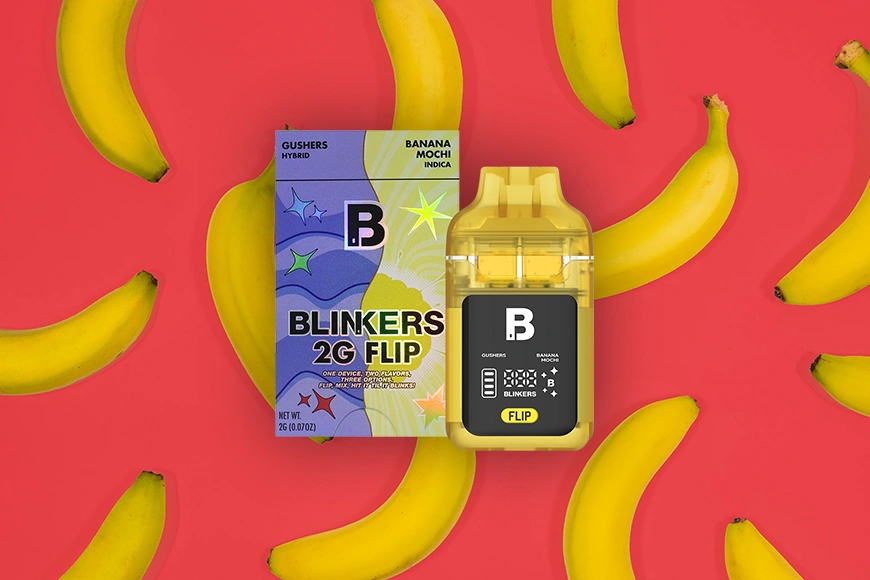 GUSHERS
HYBRID
BANANA
MOCHI
INDICA
B
BLINKERS
2G FLIP
ONE DEVICE, TWO FLAVORS,
THREE OPTIONS.
FLIP, MIX, HIT IT TIL IT BLINKS!
NET WT.
2G (0.07OZ)
B
GUSHERS
BANANA
MOCHI
888
B
BLINKERS
FLIP